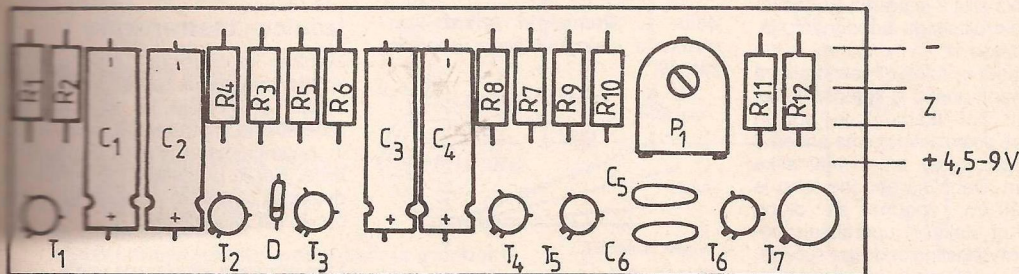 -
R1 R2 R4 R3 R5 R6 R8 R7 R9 R10 R11 R12
Z
C1 C2 C3 C4 P1
+4,5-9V
C5
T1 T2 D T3 T4 T5 C6 T6 T7